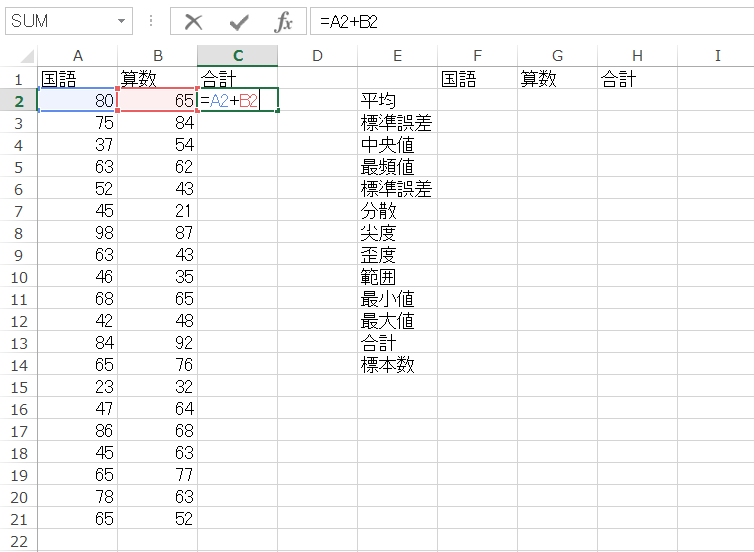 SUM fx =A2+B2
A B C D E F G H I
1 国語 算数 合計 国語 算数 合計
2 80 65 =A2+B2 平均
3 75 84 標準誤差
4 37 54 中央値
5 63 62 最頻値
6 52 43 標準誤差
7 45 21 分散
8 98 87 尖度
9 63 43 歪度
10 46 35 範囲
11 68 65 最小値
12 42 48 最大値
13 84 92 合計
14 65 76 標本数
15 23 32
16 47 64
17 86 68
18 45 63
19 65 77
20 78 63
21 65 52
22